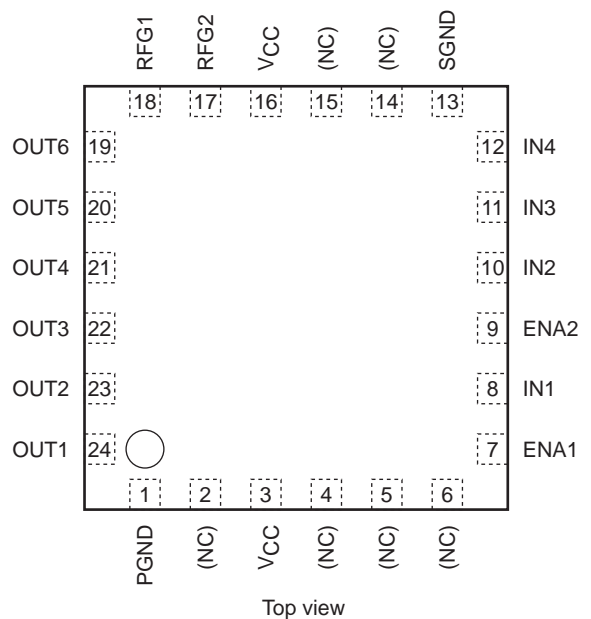 RFG1 RFG2 VCC (NC) (NC) SGND
18 17 16 15 14 13
OUT6 19 12 IN4
OUT5 20 11 IN3
OUT4 21 10 IN2
OUT3 22 9 ENA2
OUT2 23 8 IN1
OUT1 24 7 ENA1
1 2 3 4 5 6
PGND (NC) VCC (NC) (NC) (NC)
Top view